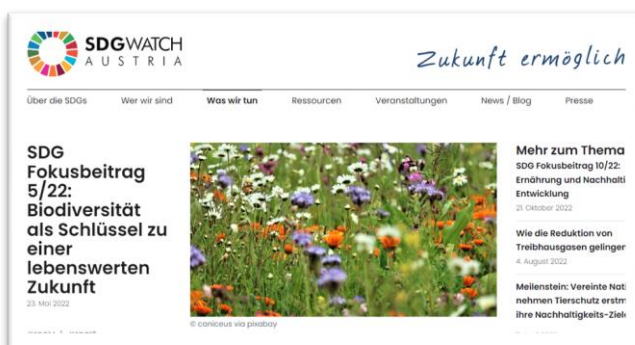 SDGWATCH
AUSTRIA
Zukunft ermöglich
Über die SDGs Wer wir sind Was wir tun Ressourcen Veranstaltungen News / Blog Presse
SDG
Fokusbeitrag
5/22:
Biodiversität
als Schlüssel zu
einer
lebenswerten
Zukunft
23. Mai 2022
© caniceus via pixabay
Mehr zum Thema
SDG Fokusbeitrag 10/22:
Ernährung und Nachhalti
Entwicklung
21. Oktober 2022
Wie die Reduktion von
Treibhausgasen gelingen
4. August 2022
Meilenstein: Vereinte Nati
nehmen Tierschutz erstm
ihre Nachhaltigkeits-Ziele